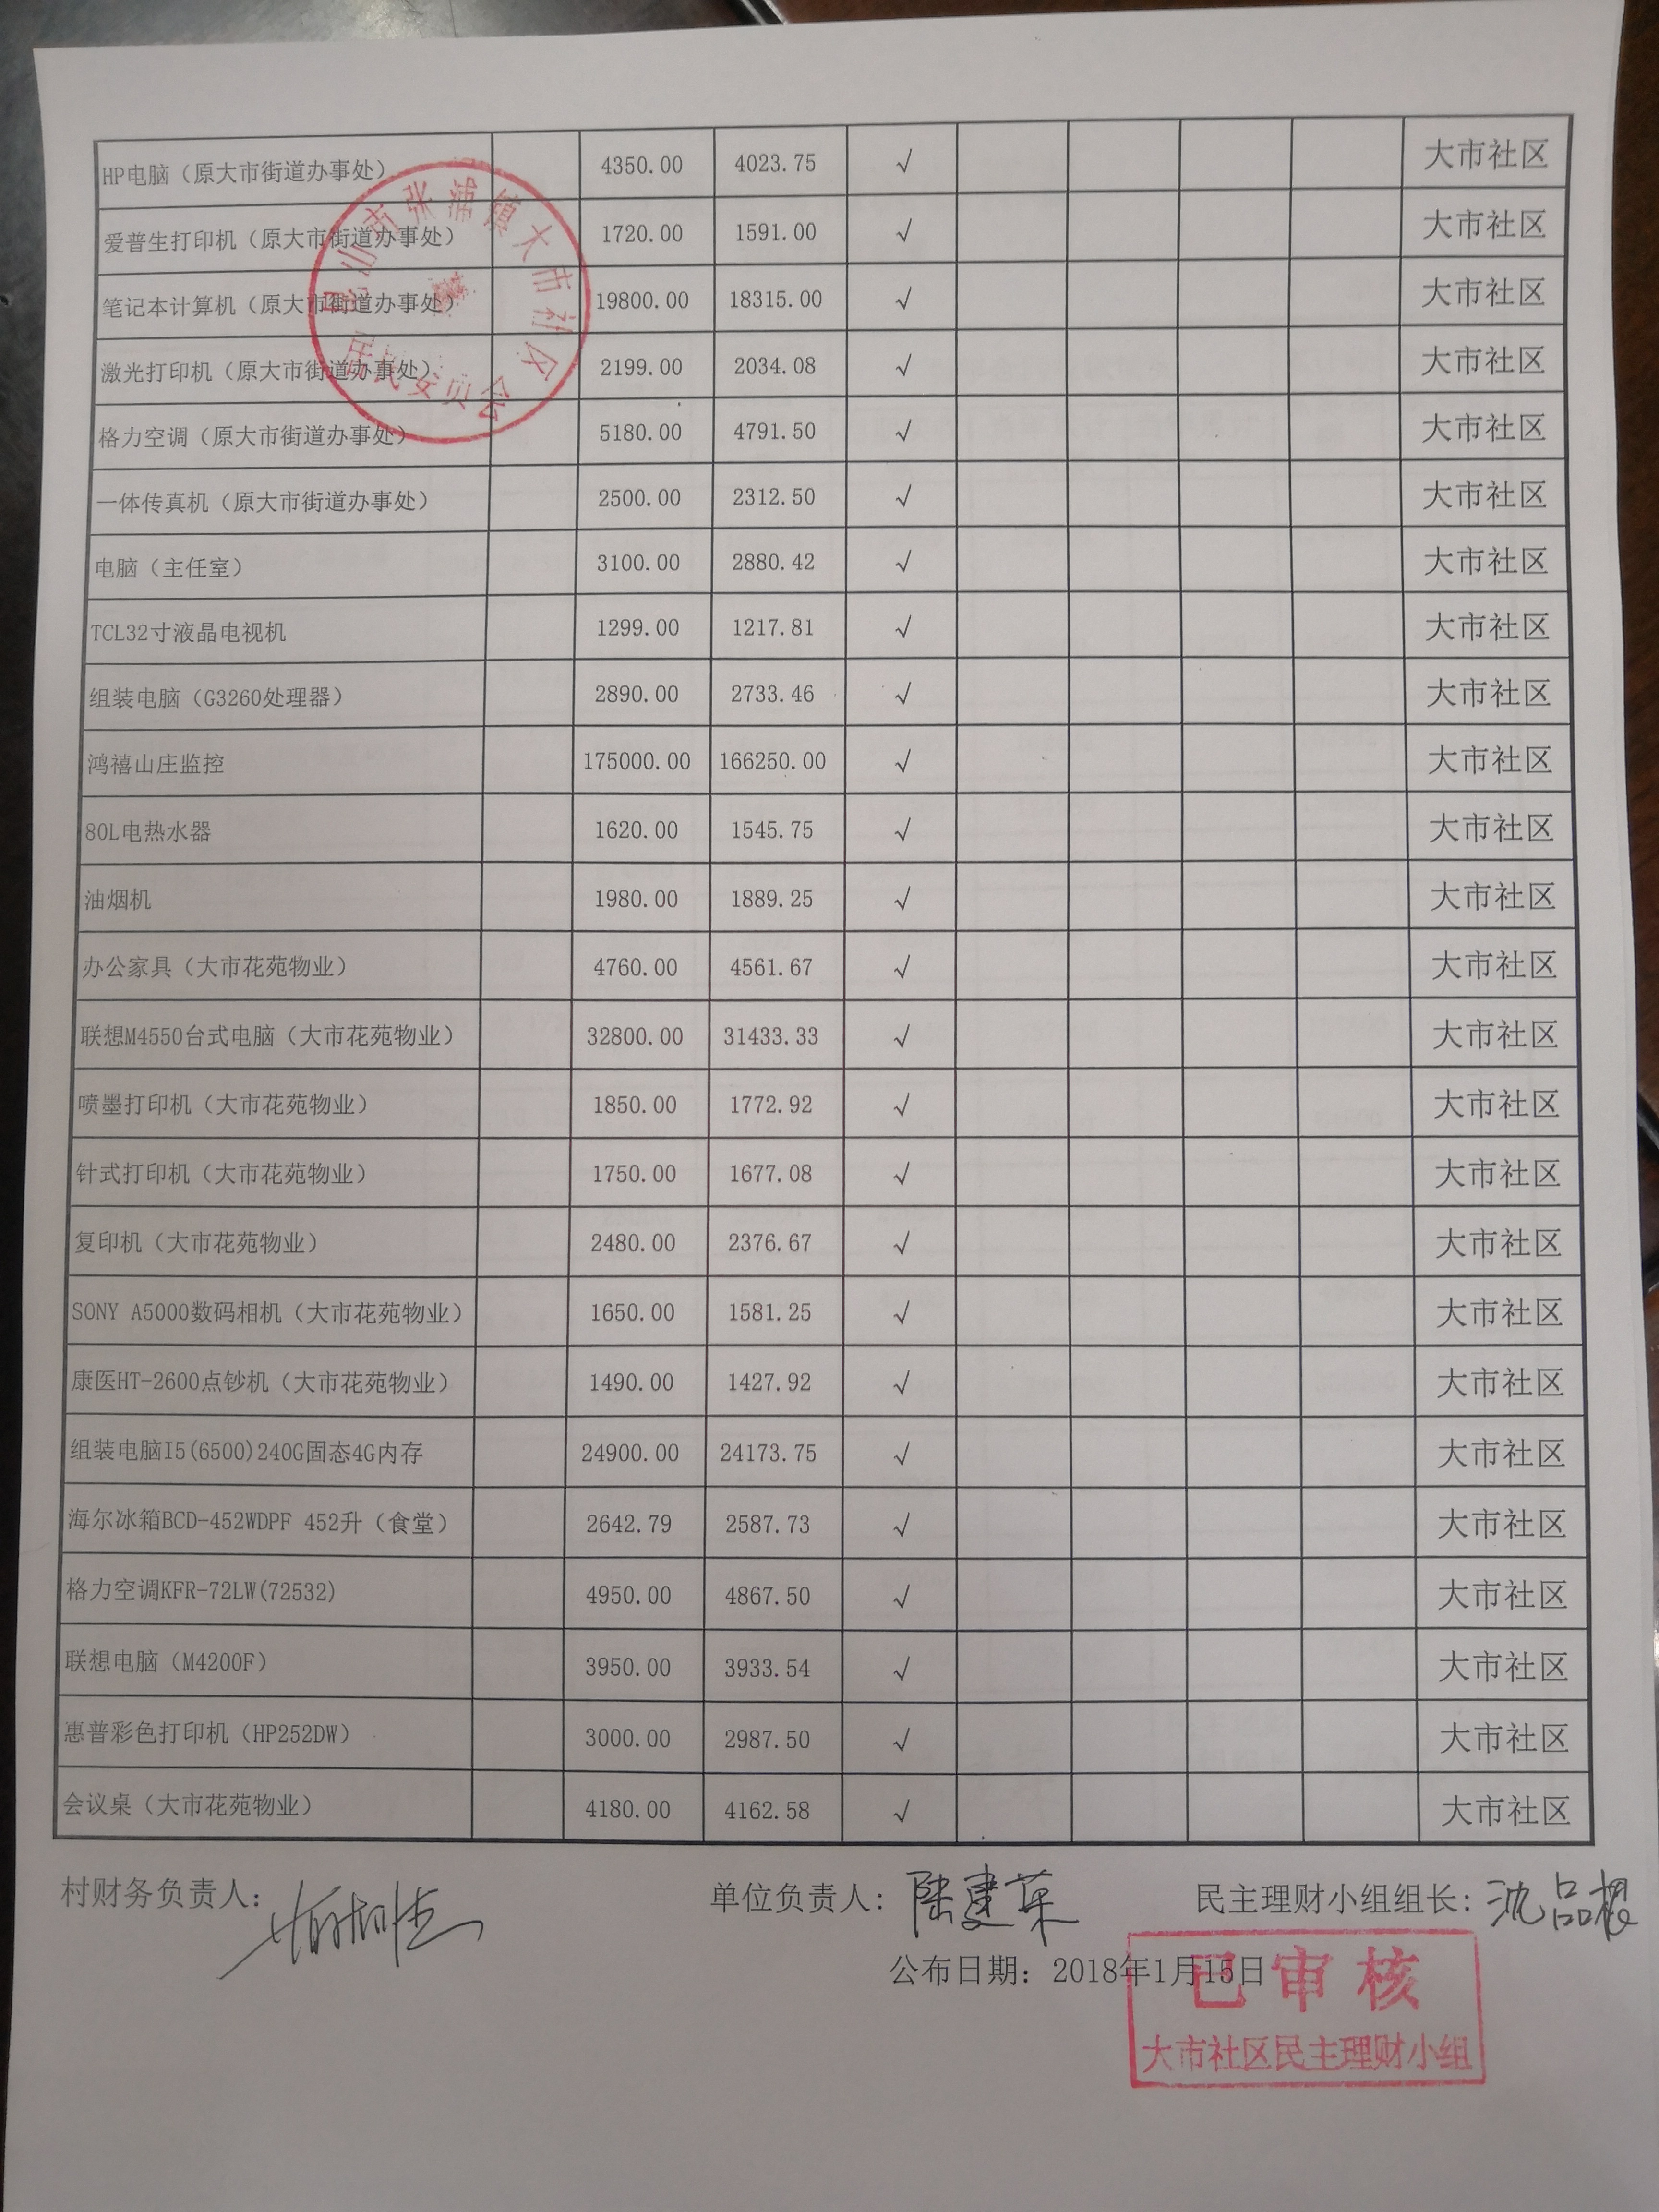 HP电脑（原大市街道办事处） 4350.00 4023.75 √ 大市社区
爱普生打印机（原大市街道办事处） 1720.00 1591.00 √ 大市社区
笔记本计算机（原大市街道办事处） 19800.00 18315.00 √ 大市社区
激光打印机（原大市街道办事处） 2199.00 2034.08 √ 大市社区
格力空调（原大市街道办事处） 5180.00 4791.50 √ 大市社区
一体传真机（原大市街道办事处） 2500.00 2312.50 √ 大市社区
电脑（主任室） 3100.00 2880.42 √ 大市社区
TCL32寸液晶电视机 1299.00 1217.81 √ 大市社区
组装电脑（G3260处理器） 2890.00 2733.46 √ 大市社区
鸿禧山庄监控 175000.00 166250.00 √ 大市社区
80L电热水器 1620.00 1545.75 √ 大市社区
油烟机 1980.00 1889.25 √ 大市社区
办公家具（大市花苑物业） 4760.00 4561.67 √ 大市社区
联想M4550台式电脑（大市花苑物业） 32800.00 31433.33 √ 大市社区
喷墨打印机（大市花苑物业） 1850.00 1772.92 √ 大市社区
针式打印机（大市花苑物业） 1750.00 1677.08 √ 大市社区
复印机（大市花苑物业） 2480.00 2376.67 √ 大市社区
SONY A5000数码相机（大市花苑物业） 1650.00 1581.25 √ 大市社区
康医HT-2600点钞机（大市花苑物业） 1490.00 1427.92 √ 大市社区
组装电脑I5(6500)240G固态4G内存 24900.00 24173.75 √ 大市社区
海尔冰箱BCD-452WDPF 452升（食堂） 2642.79 2587.73 √ 大市社区
格力空调KFR-72LW(72532) 4950.00 4867.50 √ 大市社区
联想电脑（M4200F） 3950.00 3933.54 √ 大市社区
惠普彩色打印机（HP252DW） 3000.00 2987.50 √ 大市社区
会议桌（大市花苑物业） 4180.00 4162.58 √ 大市社区
昆山市张浦镇大市社区
居民委员会
村财务负责人： 单位负责人：陆建荣 民主理财小组组长：沈品根
公布日期：2018年1月15日
已审核
大市社区民主理财小组